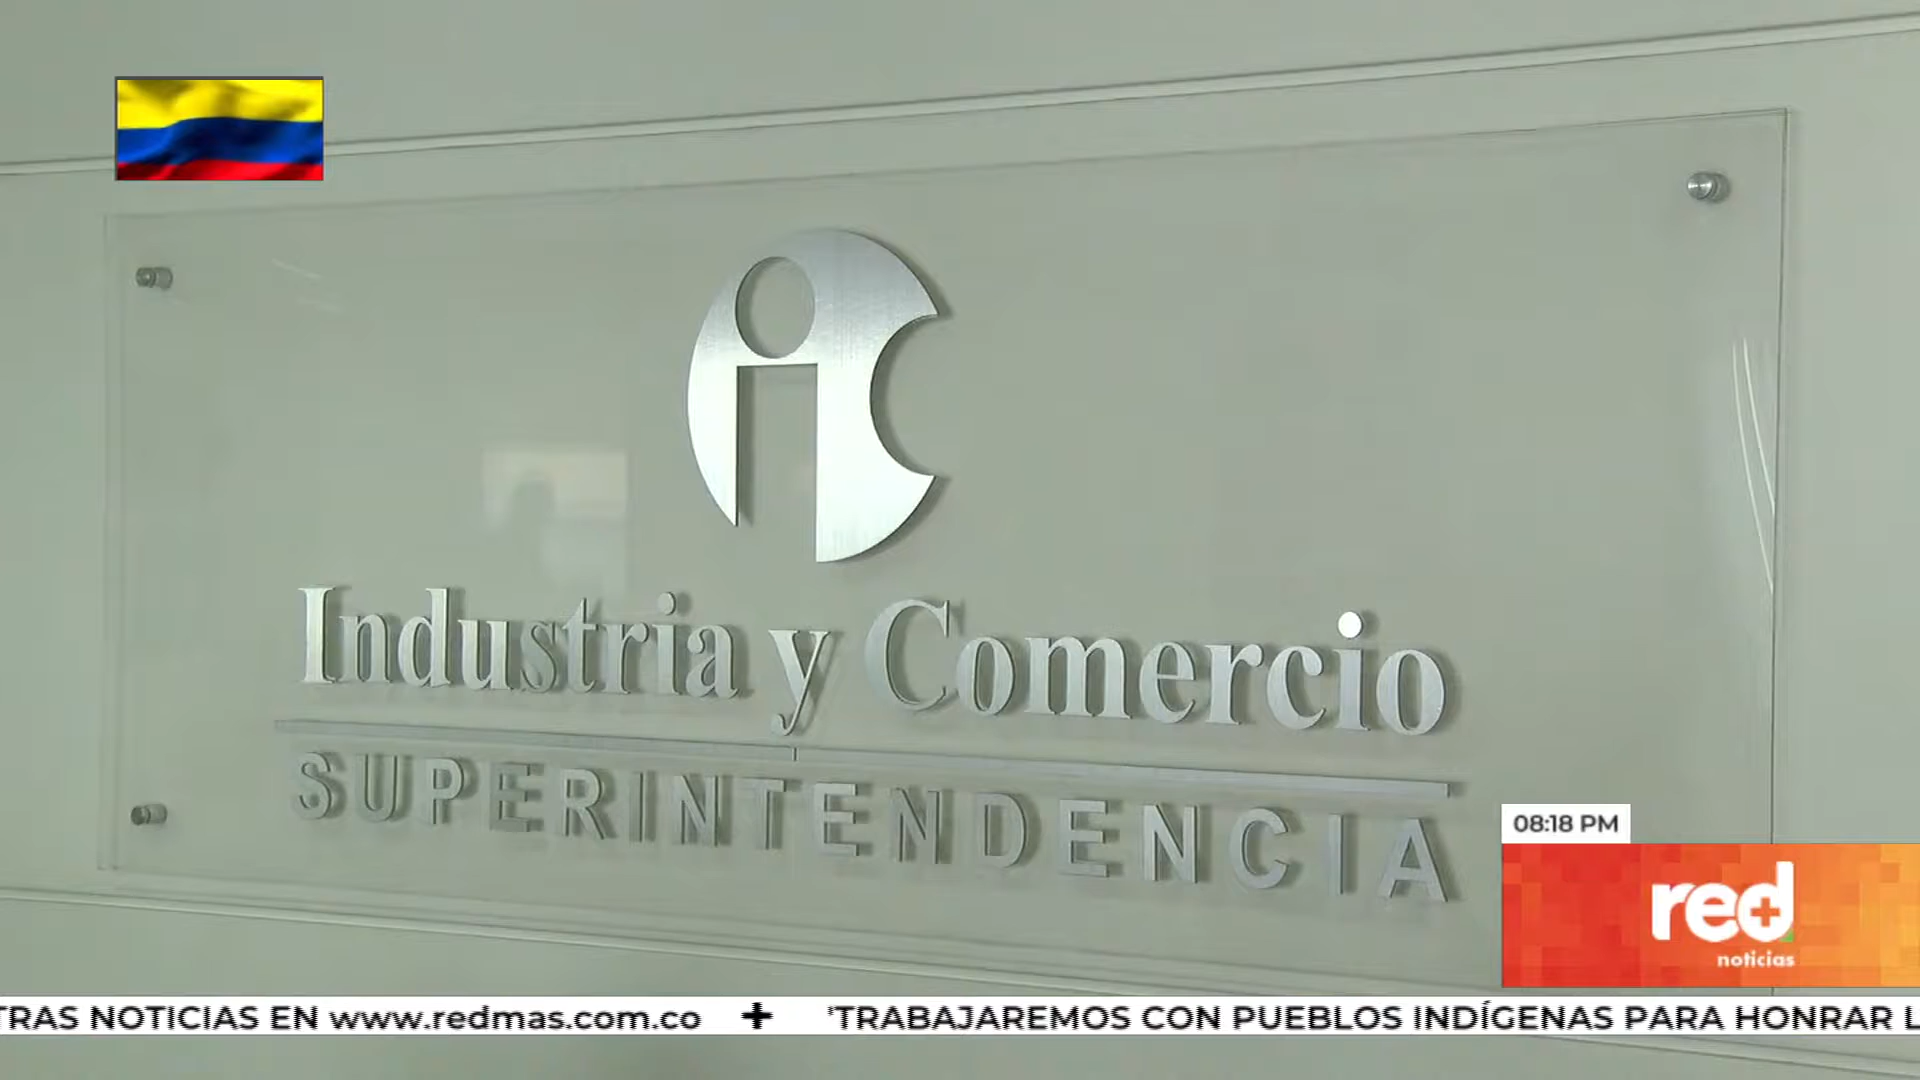 Industria y Comercio
SUPERINTENDENCIA
08:18 PM
red
noticias
TRAS NOTICIAS EN www.redmas.com.co + 'TRABAJAREMOS CON PUEBLOS INDÍGENAS PARA HONRAR L